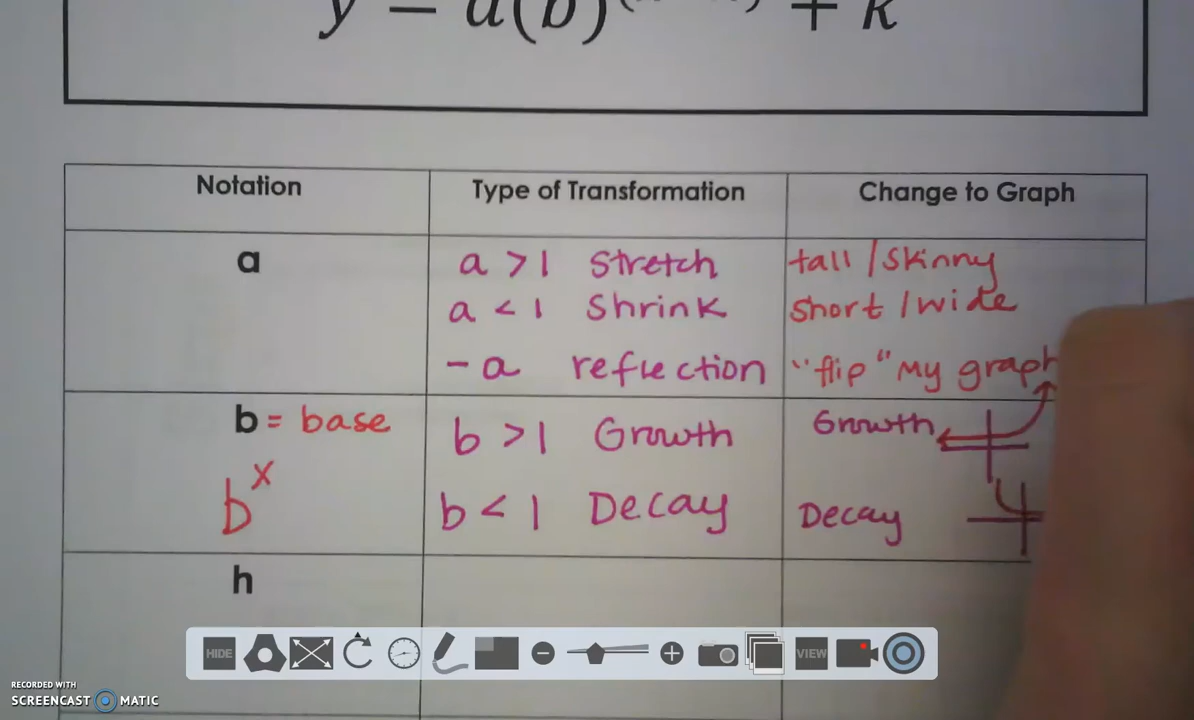 y = a(b) + k
Notation
Type of Transformation
Change to Graph
a
a > 1 Stretch
tall / Skinny
a < 1 Shrink
Short / wide
- a reflection
"flip" My graph
b = base
b > 1 Growth
Growth
b^x
b < 1 Decay
Decay
h
HIDE
VIEW
RECORDED WITH
SCREENCAST MATIC